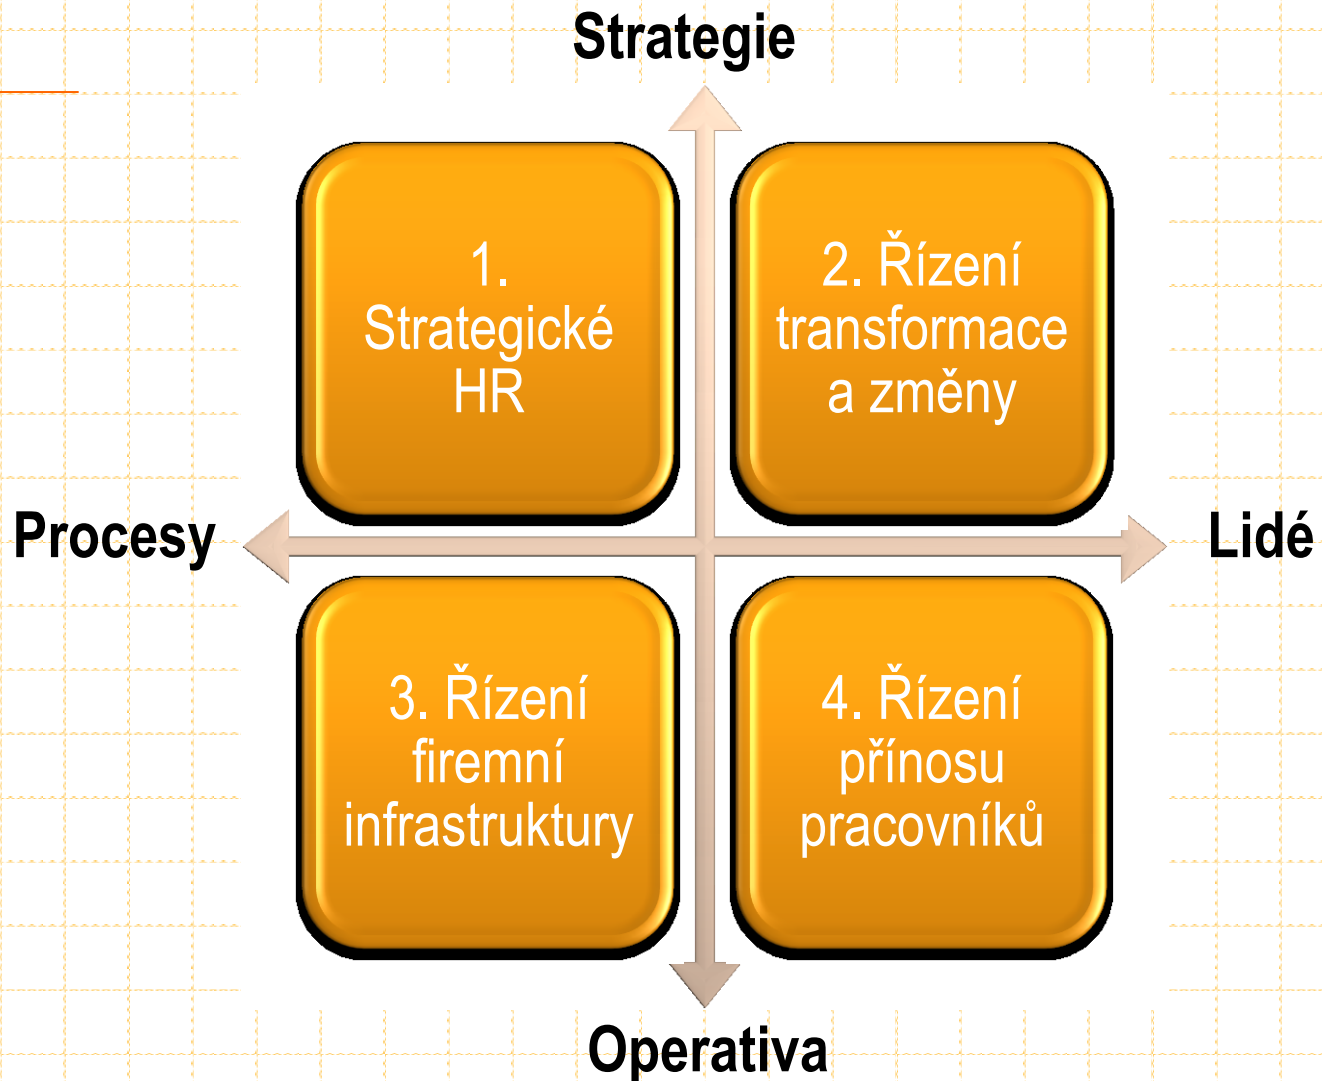 Strategie
1.
Strategické
HR
2. Řízení
transformace
a změny
Procesy
Lidé
3. Řízení
firemní
infrastruktury
4. Řízení
přínosu
pracovníků
Operativa